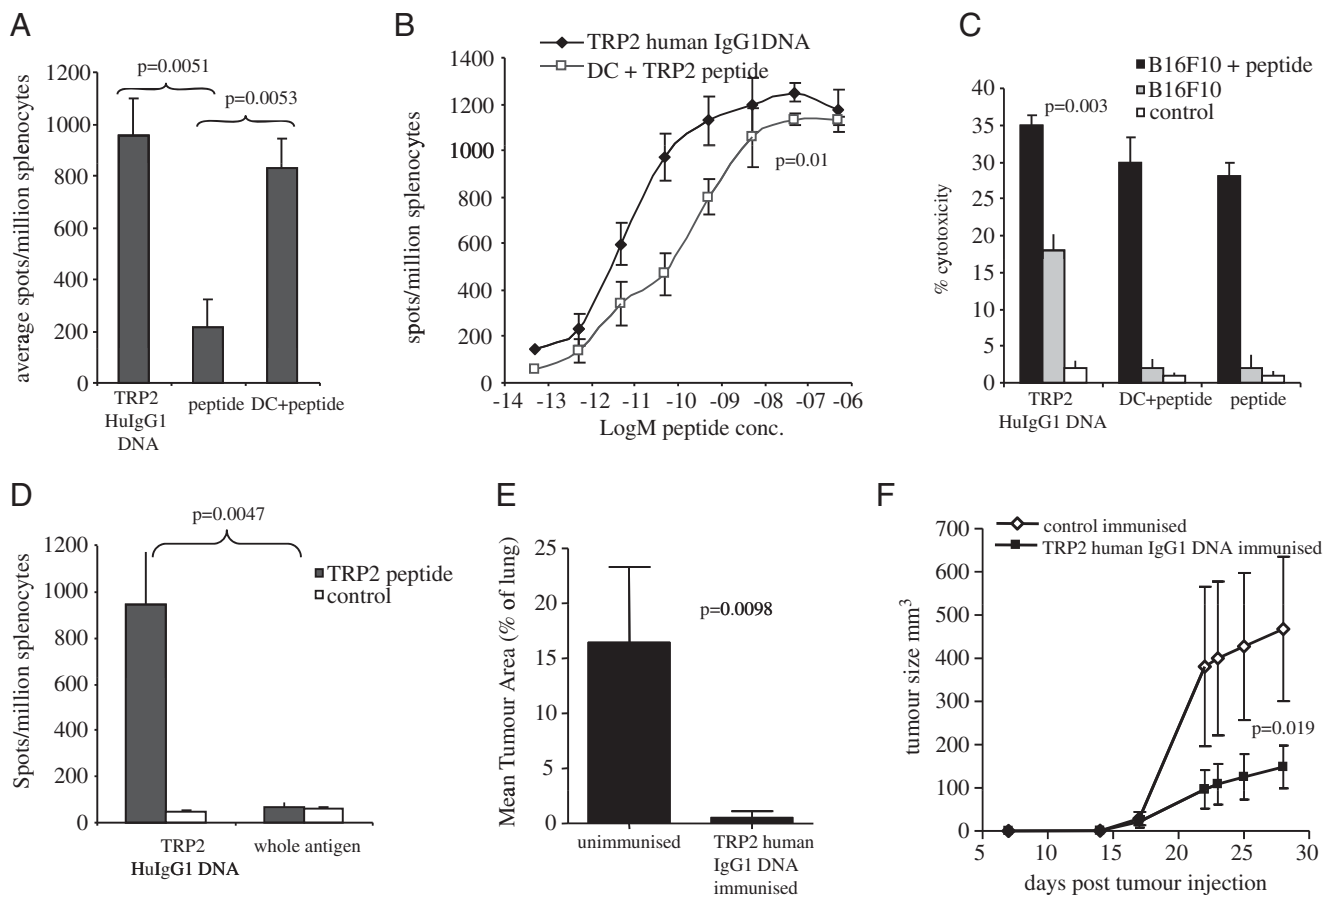 A
p=0.0051
p=0.0053
1200
1000
800
600
400
200
0
average spots/million splenocytes
TRP2
HuIgG1
DNA
peptide
DC+peptide
B
TRP2 human IgG1DNA
DC + TRP2 peptide
1400
1200
1000
800
600
400
200
0
spots/million splenocytes
p=0.01
-14 -13 -12 -11 -10 -09 -08 -07 -06
LogM peptide conc.
C
B16F10 + peptide
B16F10
control
p=0.003
40
35
30
25
20
15
10
5
0
% cytotoxicity
TRP2
HuIgG1 DNA
DC+peptide
peptide
D
p=0.0047
1200
1000
800
600
400
200
0
Spots/million splenocytes
TRP2 peptide
control
TRP2
HuIgG1 DNA
whole antigen
E
25
20
15
10
5
0
Mean Tumour Area (% of lung)
p=0.0098
unimmunised
TRP2 human
IgG1 DNA
immunised
F
control immunised
TRP2 human IgG1 DNA immunised
700
600
500
400
300
200
100
0
tumour size mm³
p=0.019
5 10 15 20 25 30
days post tumour injection